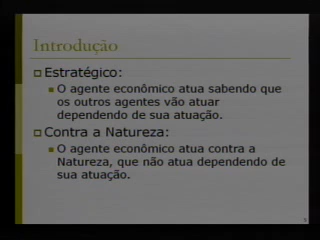 Introdução
Estratégico:
O agente econômico atua sabendo que
os outros agentes vão atuar
dependendo de sua atuação.
Contra a Natureza:
O agente econômico atua contra a
Natureza, que não atua dependendo de
sua atuação.